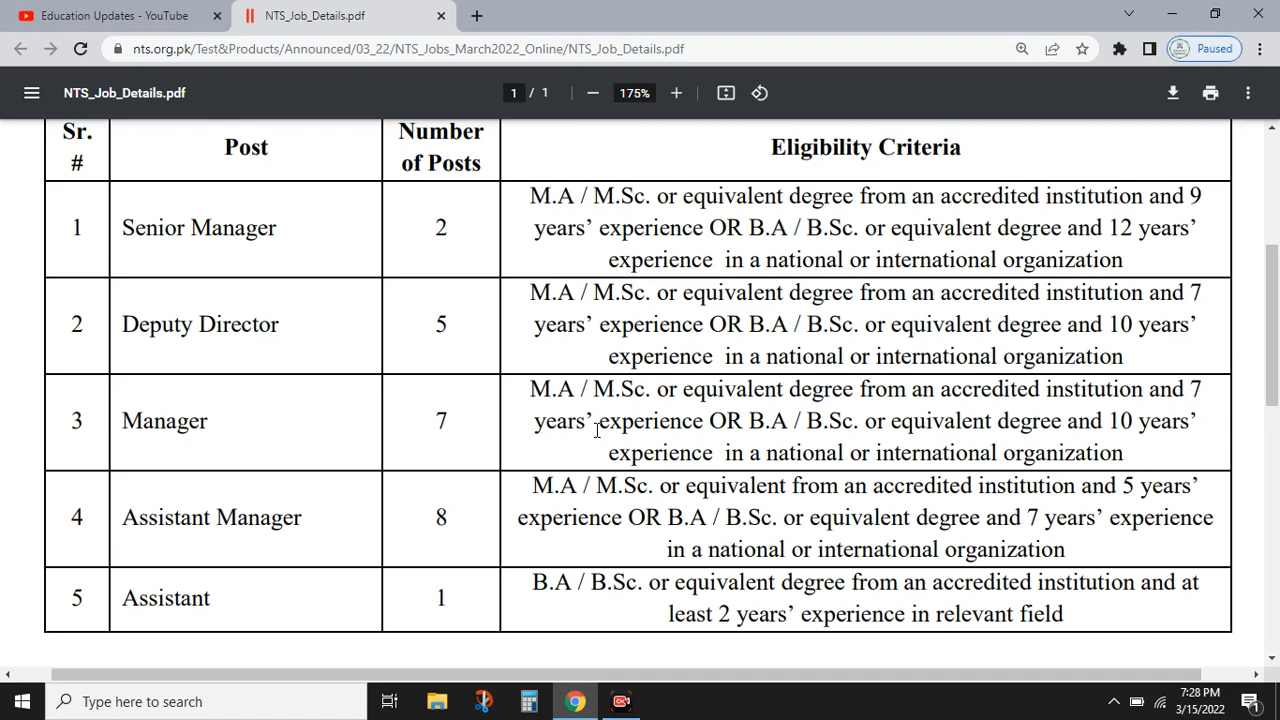 Education Updates - YouTube
NTS_Job_Details.pdf
nts.org.pk/Test&Products/Announced/03_22/NTS_Jobs_March2022_Online/NTS_Job_Details.pdf
Paused
NTS_Job_Details.pdf
1 / 1
175%
Sr. #
Post
Number of Posts
Eligibility Criteria
1
Senior Manager
2
M.A / M.Sc. or equivalent degree from an accredited institution and 9
years’ experience OR B.A / B.Sc. or equivalent degree and 12 years’
experience in a national or international organization
2
Deputy Director
5
M.A / M.Sc. or equivalent degree from an accredited institution and 7
years’ experience OR B.A / B.Sc. or equivalent degree and 10 years’
experience in a national or international organization
3
Manager
7
M.A / M.Sc. or equivalent degree from an accredited institution and 7
years’ experience OR B.A / B.Sc. or equivalent degree and 10 years’
experience in a national or international organization
4
Assistant Manager
8
M.A / M.Sc. or equivalent from an accredited institution and 5 years’
experience OR B.A / B.Sc. or equivalent degree and 7 years’ experience
in a national or international organization
5
Assistant
1
B.A / B.Sc. or equivalent degree from an accredited institution and at
least 2 years’ experience in relevant field
Type here to search
7:28 PM
3/15/2022
1